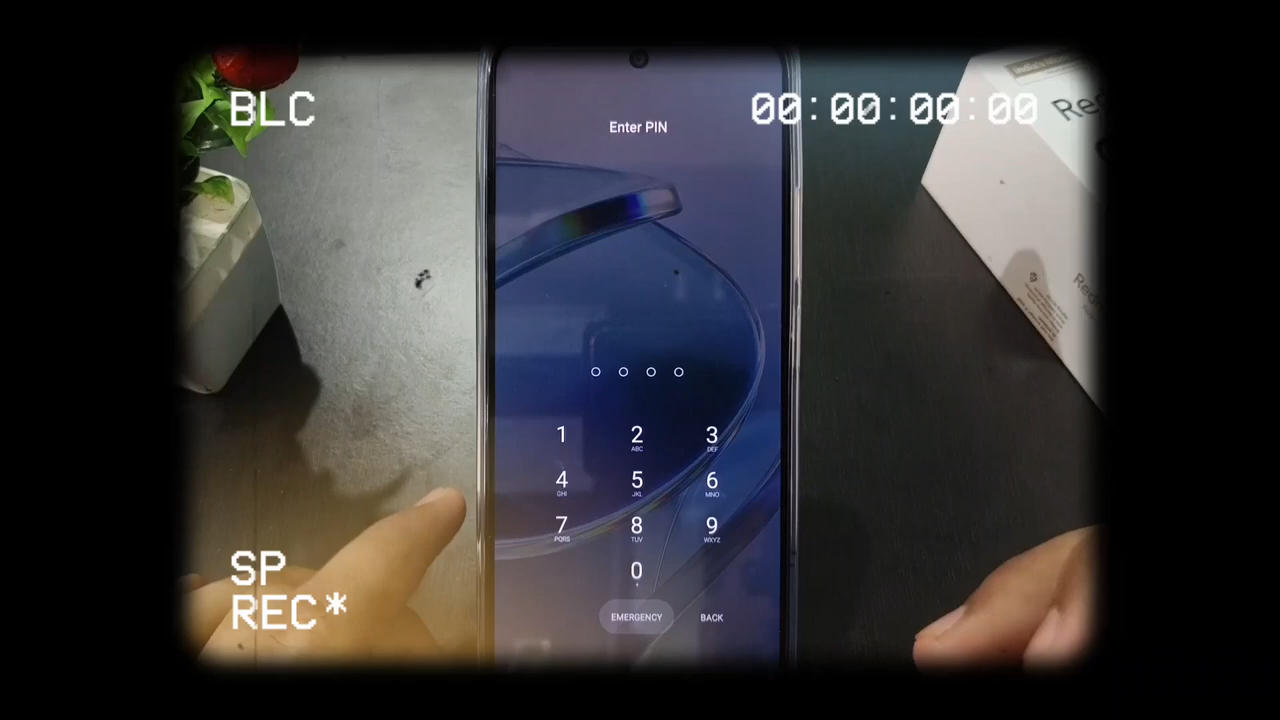 BLC
00:00:00:00
Enter PIN
1
2
ABC
3
DEF
4
GHI
5
JKL
6
MNO
7
PQRS
8
TUV
9
WXYZ
0
+
EMERGENCY
BACK
SP
REC*